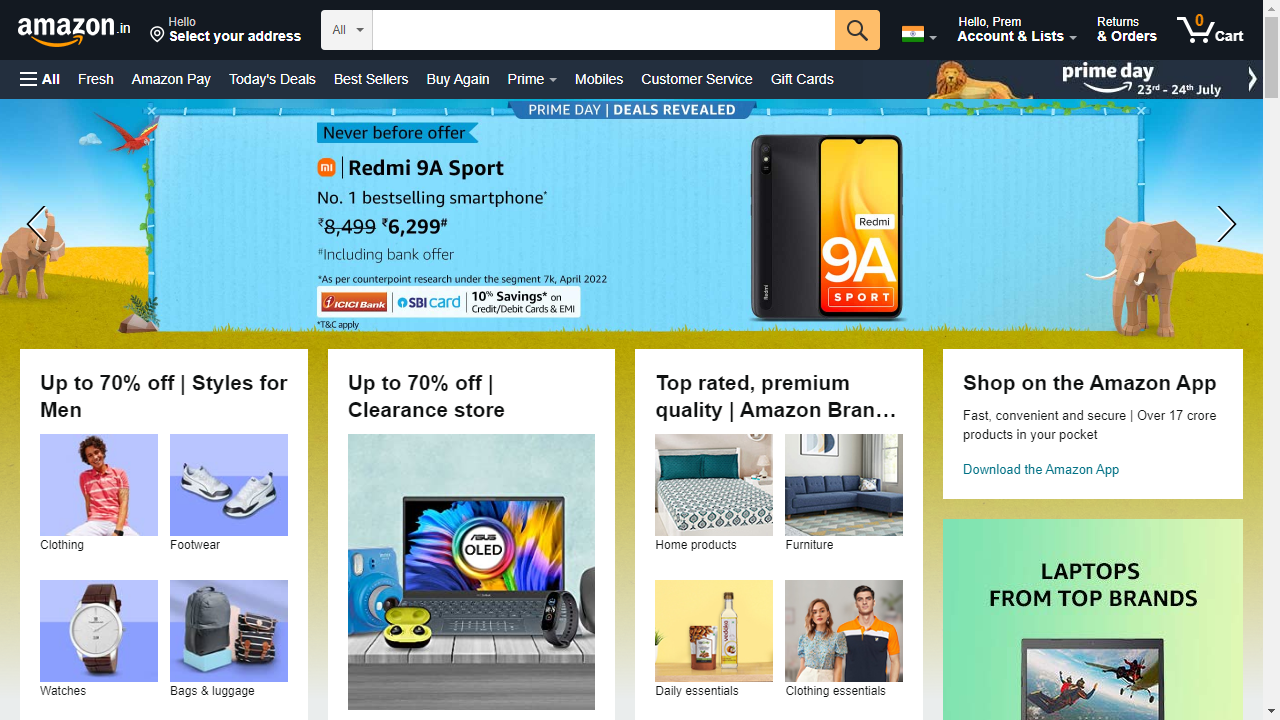 amazon.in
Hello
Select your address
All
Hello, Prem
Account & Lists
Returns
& Orders
0
Cart
All
Fresh
Amazon Pay
Today's Deals
Best Sellers
Buy Again
Prime
Mobiles
Customer Service
Gift Cards
prime day
23rd - 24th July
PRIME DAY | DEALS REVEALED
Never before offer
mi | Redmi 9A Sport
No. 1 bestselling smartphone*
₹8,499 ₹6,299#
#Including bank offer
*As per counterpoint research under the segment 7k, April 2022
ICICI Bank | SBI card | 10% Savings* on
Credit/Debit Cards & EMI
*T&C apply
Redmi
Redmi
9A
SPORT
Up to 70% off | Styles for
Men
Clothing
Footwear
Watches
Bags & luggage
Up to 70% off |
Clearance store
ASUS
OLED
Top rated, premium
quality | Amazon Bran…
Home products
Furniture
Daily essentials
Clothing essentials
Shop on the Amazon App
Fast, convenient and secure | Over 17 crore
products in your pocket
Download the Amazon App
LAPTOPS
FROM TOP BRANDS